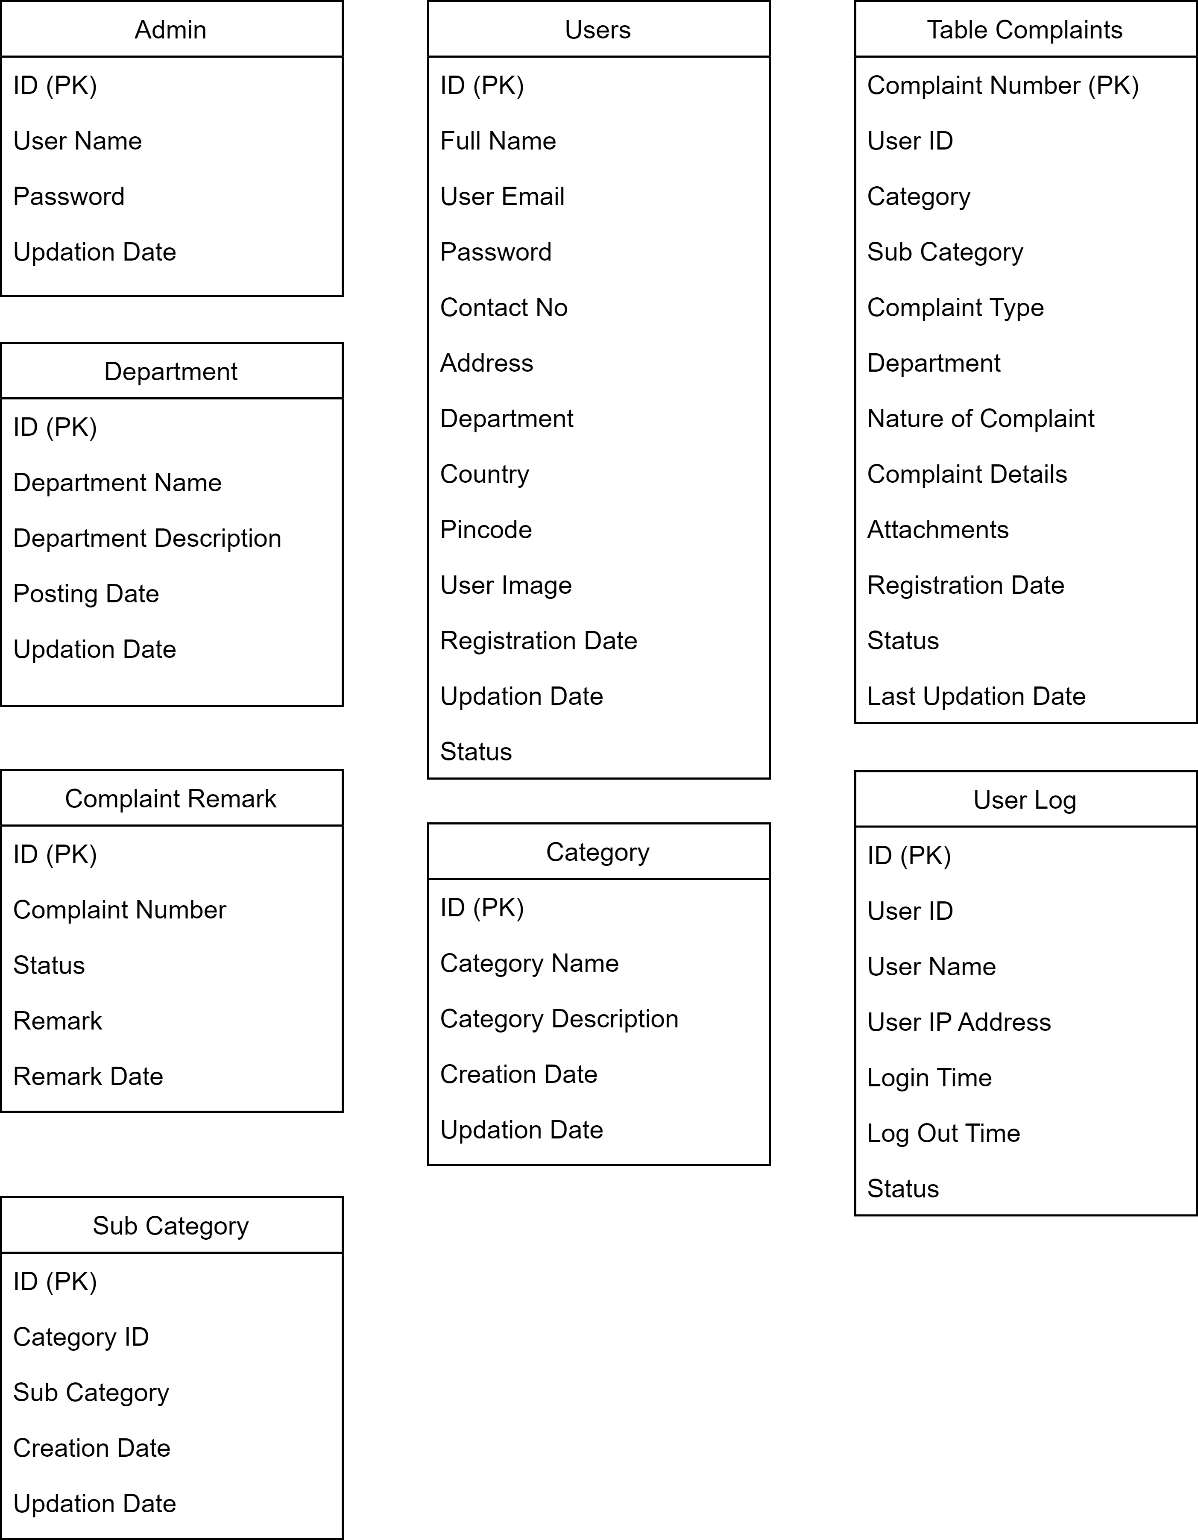 Admin
ID (PK)
User Name
Password
Updation Date
Department
ID (PK)
Department Name
Department Description
Posting Date
Updation Date
Complaint Remark
ID (PK)
Complaint Number
Status
Remark
Remark Date
Sub Category
ID (PK)
Category ID
Sub Category
Creation Date
Updation Date
Users
ID (PK)
Full Name
User Email
Password
Contact No
Address
Department
Country
Pincode
User Image
Registration Date
Updation Date
Status
Category
ID (PK)
Category Name
Category Description
Creation Date
Updation Date
Table Complaints
Complaint Number (PK)
User ID
Category
Sub Category
Complaint Type
Department
Nature of Complaint
Complaint Details
Attachments
Registration Date
Status
Last Updation Date
User Log
ID (PK)
User ID
User Name
User IP Address
Login Time
Log Out Time
Status